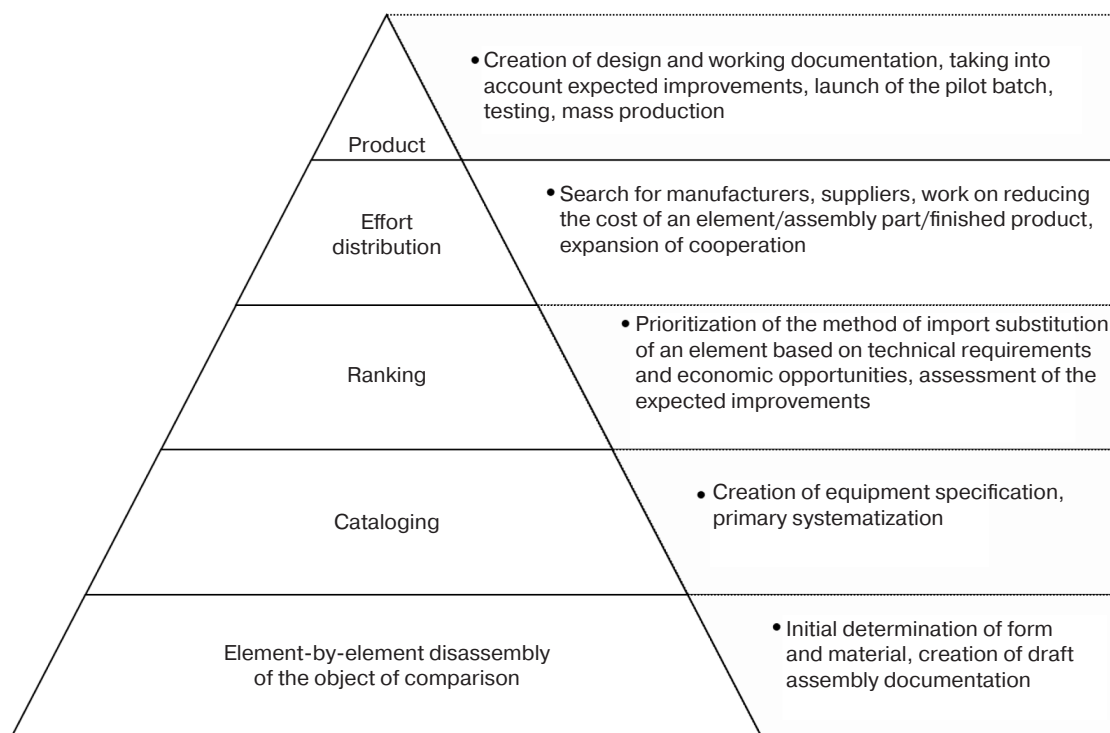 • Creation of design and working documentation, taking into
account expected improvements, launch of the pilot batch,
testing, mass production
Product
• Search for manufacturers, suppliers, work on reducing
the cost of an element/assembly part/finished product,
expansion of cooperation
Effort
distribution
• Prioritization of the method of import substitution
of an element based on technical requirements
and economic opportunities, assessment of the
expected improvements
Ranking
• Creation of equipment specification,
primary systematization
Cataloging
• Initial determination of form
and material, creation of draft
assembly documentation
Element-by-element disassembly
of the object of comparison